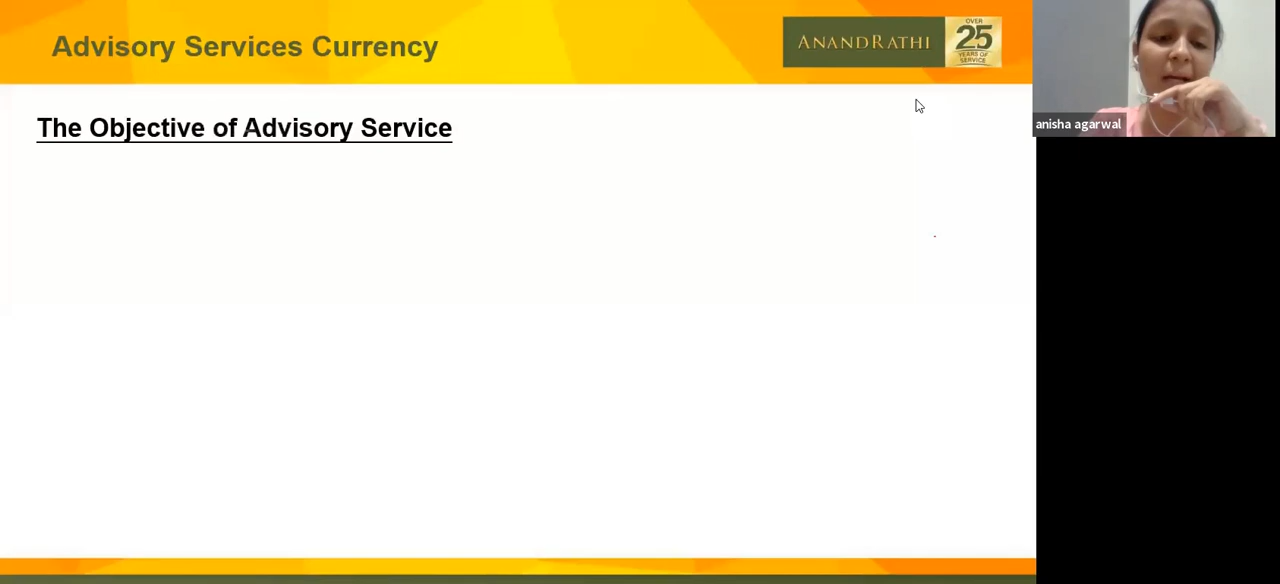 Advisory Services Currency
ANANDRATHI
OVER
25
YEARS OF
SERVICE
The Objective of Advisory Service
anisha agarwal